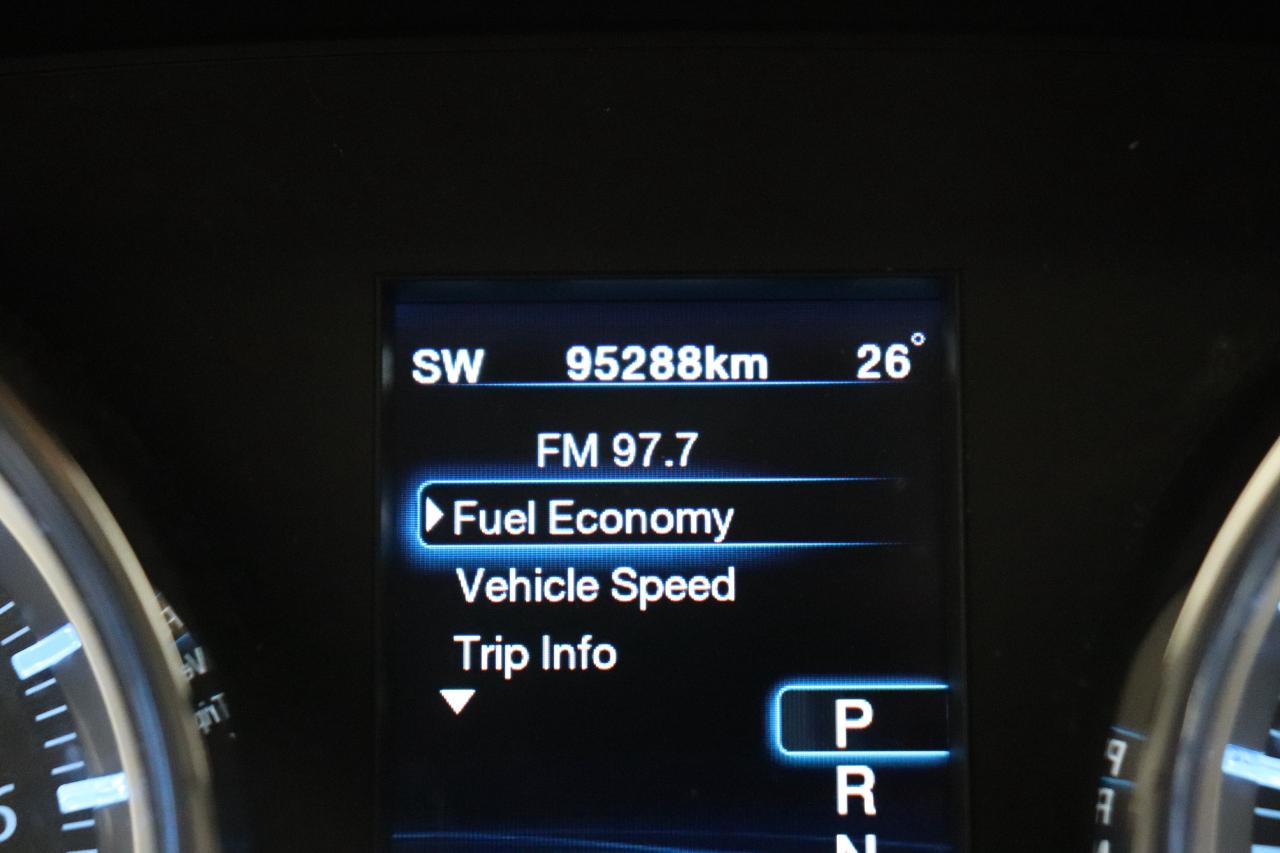 SW 95288km 26°
FM 97.7
Fuel Economy
Vehicle Speed
Trip Info
P
R
N